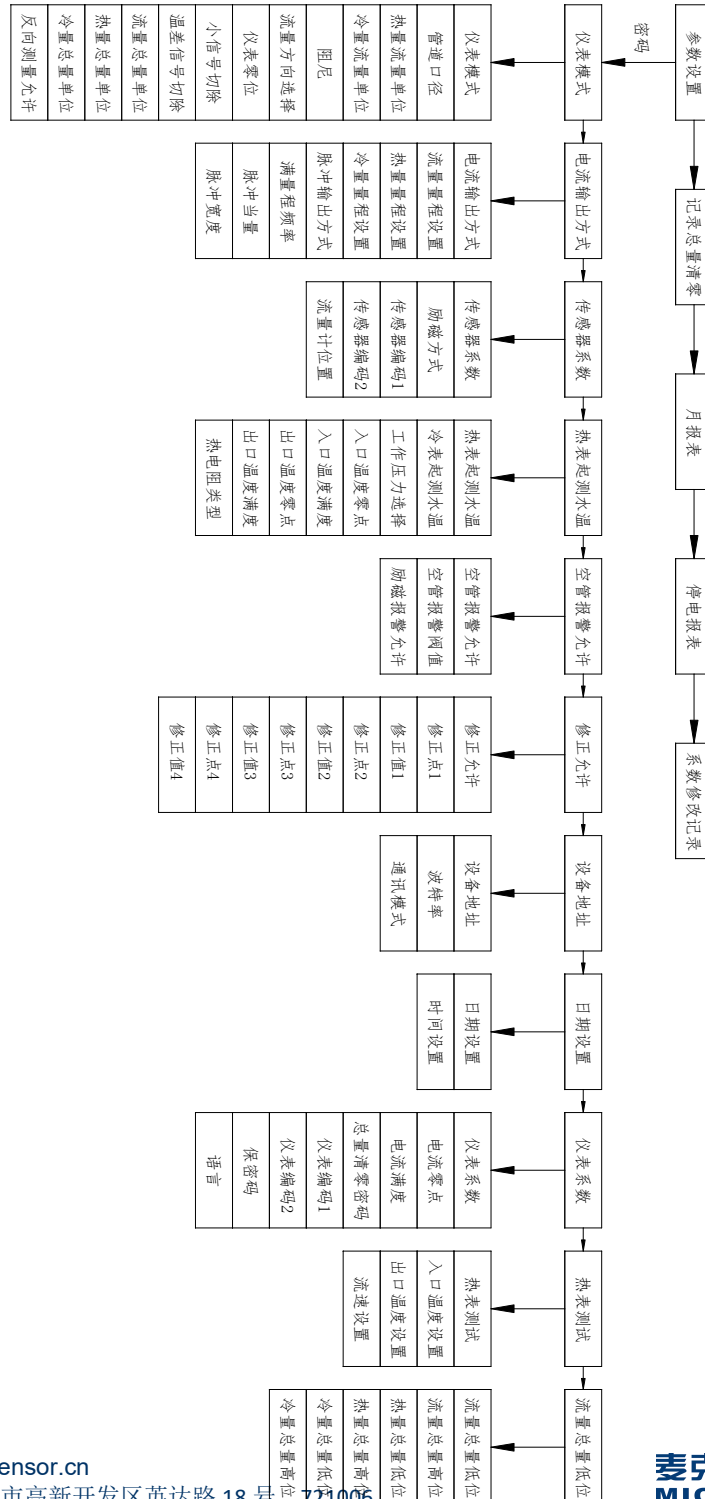 参数设置
记录总量清零
月报表
停电报表
系数修改记录
密码
仪表模式
电流输出方式
传感器系数
热表起测水温
空管报警允许
修正允许
设备地址
日期设置
仪表系数
热表测试
流量总量低位
仪表模式
管道口径
热量流量单位
冷量流量单位
阻尼
流量方向选择
仪表零位
小信号切除
温差信号切除
流量总量单位
热量总量单位
冷量总量单位
反向测量允许
电流输出方式
流量量程设置
热量量程设置
冷量量程设置
脉冲输出方式
满量程频率
脉冲当量
脉冲宽度
传感器系数
励磁方式
传感器编码1
传感器编码2
流量计位置
热表起测水温
冷表起测水温
工作压力选择
入口温度零点
入口温度满度
出口温度零点
出口温度满度
热电阻类型
空管报警允许
空管报警阀值
励磁报警允许
修正允许
修正点1
修正值1
修正点2
修正值2
修正点3
修正值3
修正点4
修正值4
设备地址
波特率
通讯模式
日期设置
时间设置
仪表系数
电流零点
电流满度
总量清零密码
仪表编码1
仪表编码2
保密码
语言
热表测试
入口温度设置
出口温度设置
流速设置
流量总量低位
流量总量高位
热量总量低位
热量总量高位
冷量总量低位
冷量总量高位
ensor.cn
市高新开发区英达路 18 号 721006
麦克
MIC